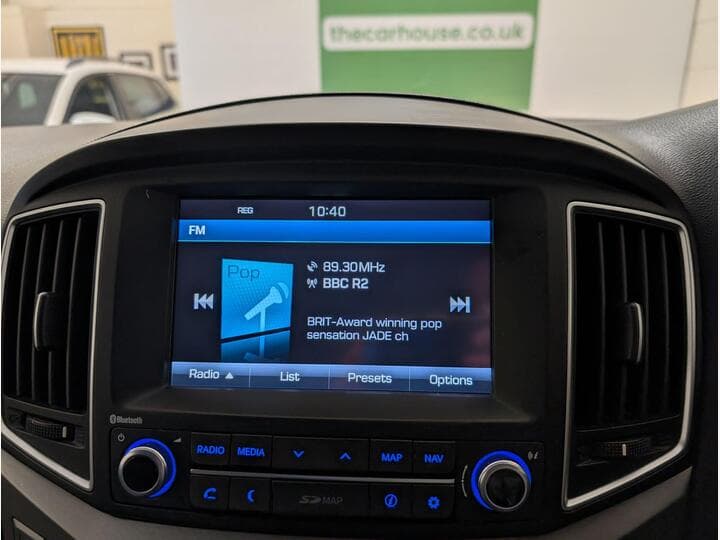 thecarhouse.co.uk
REG 10:40
FM
Pop
89.30MHz
BBC R2
BRIT-Award winning pop
sensation JADE ch
Radio List Presets Options
Bluetooth
RADIO MEDIA MAP NAV
SD MAP